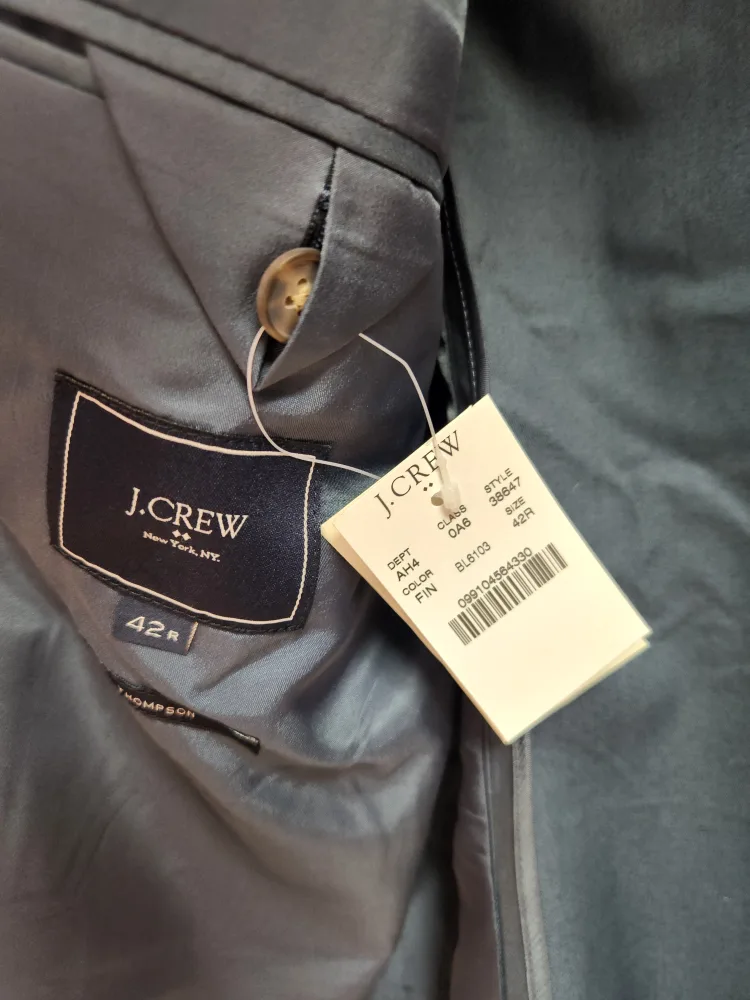 J.CREW
New York, NY.
42R
THOMPSON
J.CREW
DEPT CLASS STYLE
AH4 0A6 38647
COLOR SIZE
FIN BL6103 42R
099104564330